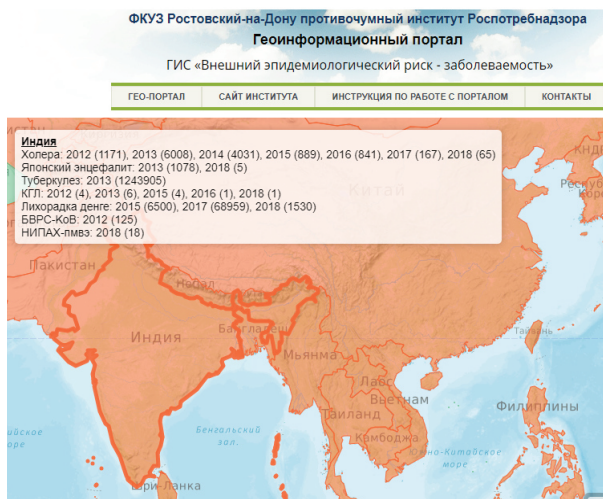 ФКУЗ Ростовский-на-Дону противочумный институт Роспотребнадзора
Геоинформационный портал
ГИС «Внешний эпидемиологический риск - заболеваемость»
ГЕО-ПОРТАЛ САЙТ ИНСТИТУТА ИНСТРУКЦИЯ ПО РАБОТЕ С ПОРТАЛОМ КОНТАКТЫ
Индия
Холера: 2012 (1171), 2013 (6008), 2014 (4031), 2015 (889), 2016 (841), 2017 (167), 2018 (65)
Японский энцефалит: 2013 (1078), 2018 (5)
Туберкулез: 2013 (1243905)
КГЛ: 2012 (4), 2013 (6), 2015 (4), 2016 (1), 2018 (1)
Лихорадка денге: 2015 (6500), 2017 (68959), 2018 (1530)
БВРС-КоВ: 2012 (125)
НИПАХ-пмвэ: 2018 (18)
КНДР
Китай
Пакистан
Непал
Индия
Бангладеш
Тайвань
Мьянма
Лаос
Вьетнам
Таиланд
Филиппины
Бенгальский
зал.
Камбоджа
Южно-Китайское
море
Шри-Ланка